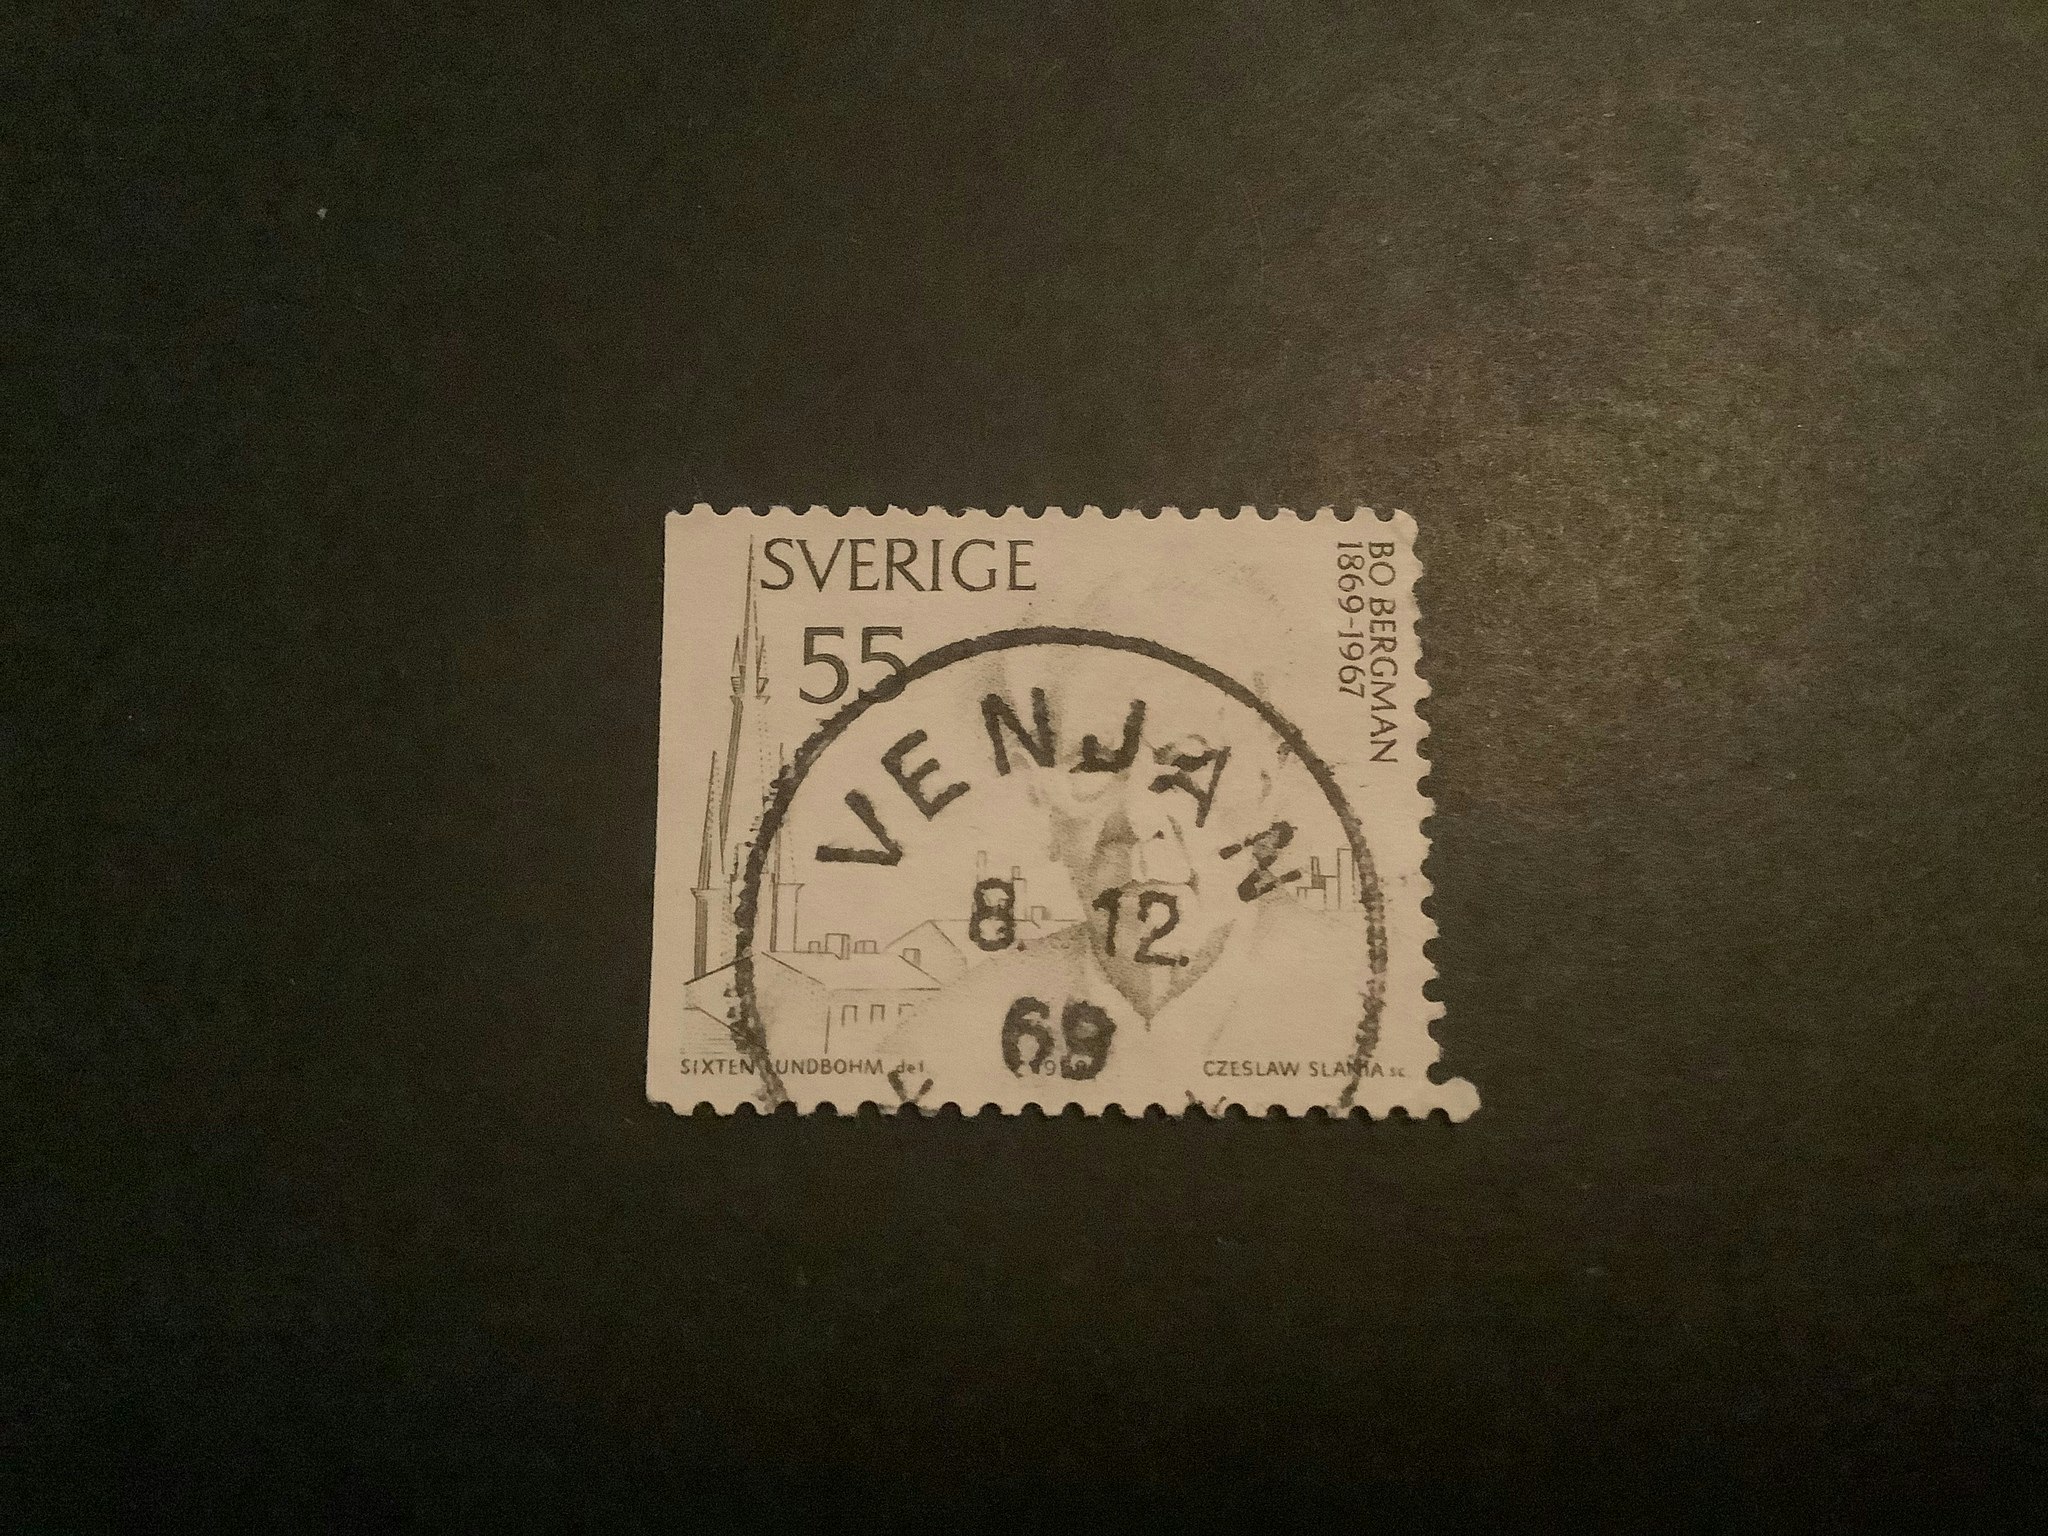 SVERIGE
55
BO BERGMAN
1869-1967
VENJAN
8. 12.
69
SIXTEN LUNDBOHM del.
CZESLAW SLANIA sc.